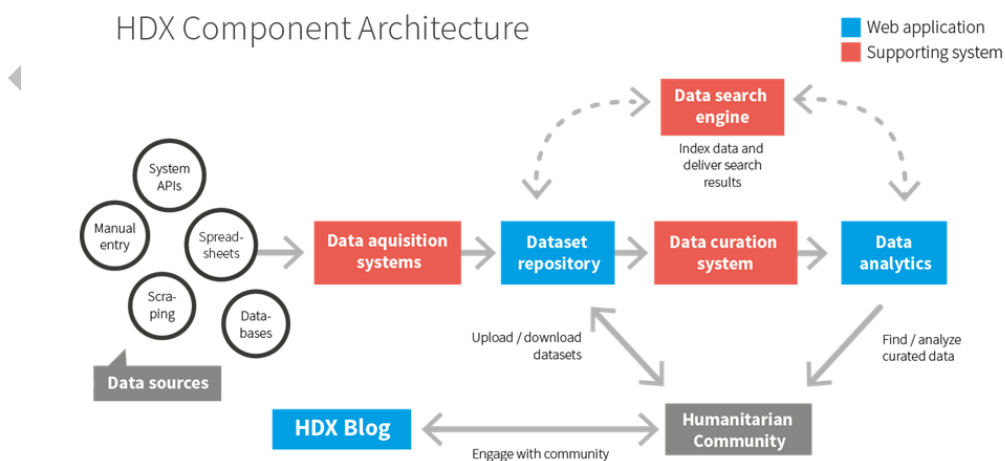 HDX Component Architecture
Web application
Supporting system
Data search
engine
Index data and
deliver search
results
System
APIs
Manual
entry
Spread-
sheets
Scra-
ping
Data-
bases
Data sources
Data aquisition
systems
Dataset
repository
Data curation
system
Data
analytics
Upload / download
datasets
Find / analyze
curated data
HDX Blog
Engage with community
Humanitarian
Community